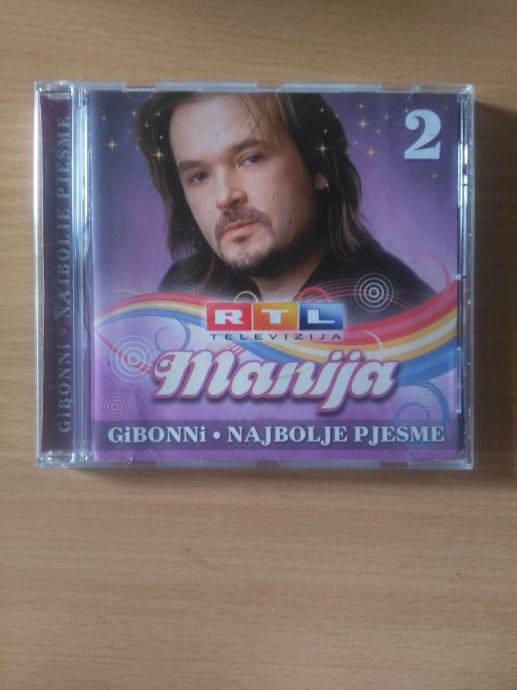 GiBONNi - NAJBOLJE PJESME
2
RTL
TELEVIZIJA
Manija
GiBONNi • NAJBOLJE PJESME